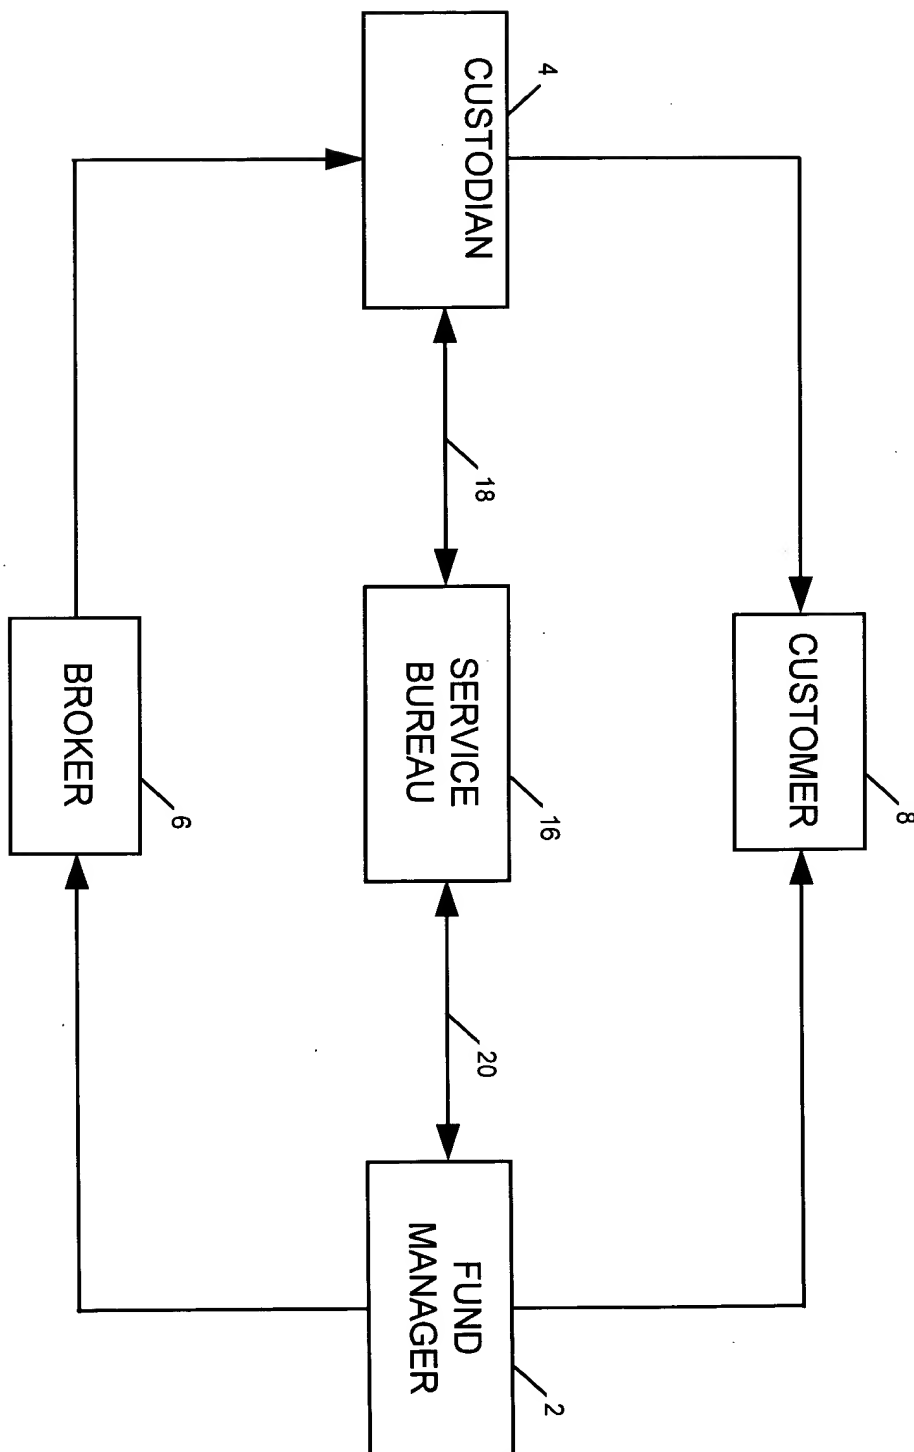 8
CUSTOMER
4
CUSTODIAN
18
SERVICE
BUREAU
16
20
FUND
MANAGER
2
BROKER
6